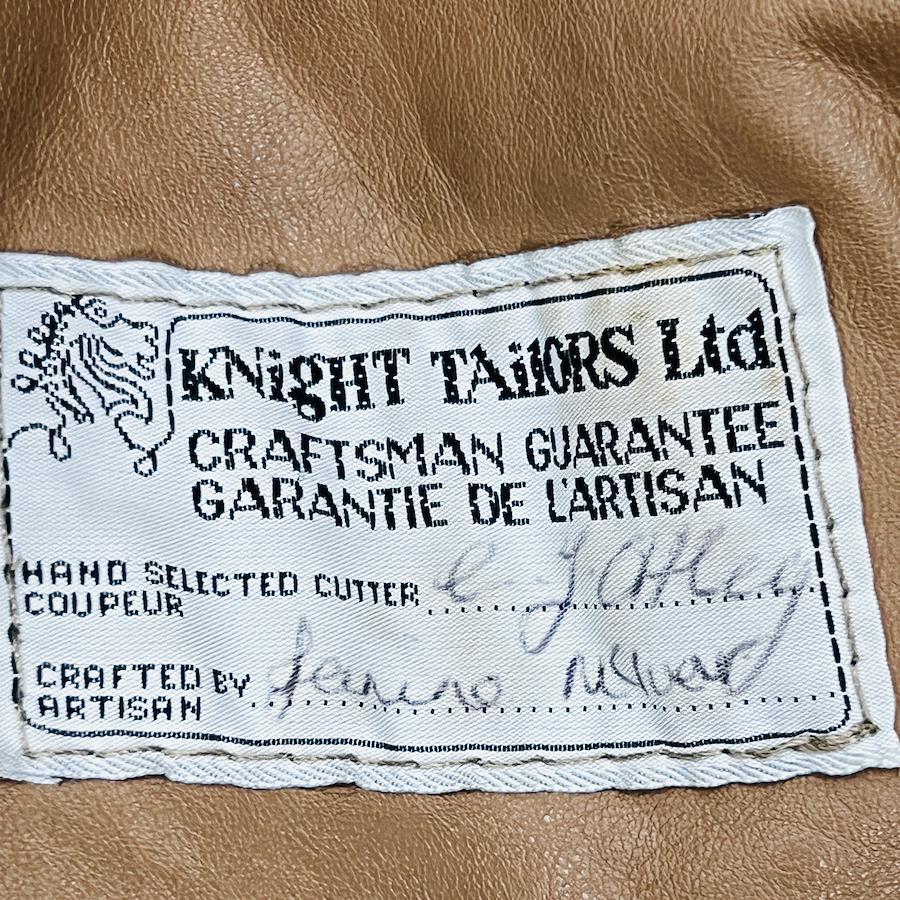 KNigHT TAilORS Ltd
CRAFTSMAN GUARANTEE
GARANTIE DE L'ARTISAN
HAND SELECTED CUTTER
COUPEUR
CRAFTED BY
ARTISAN